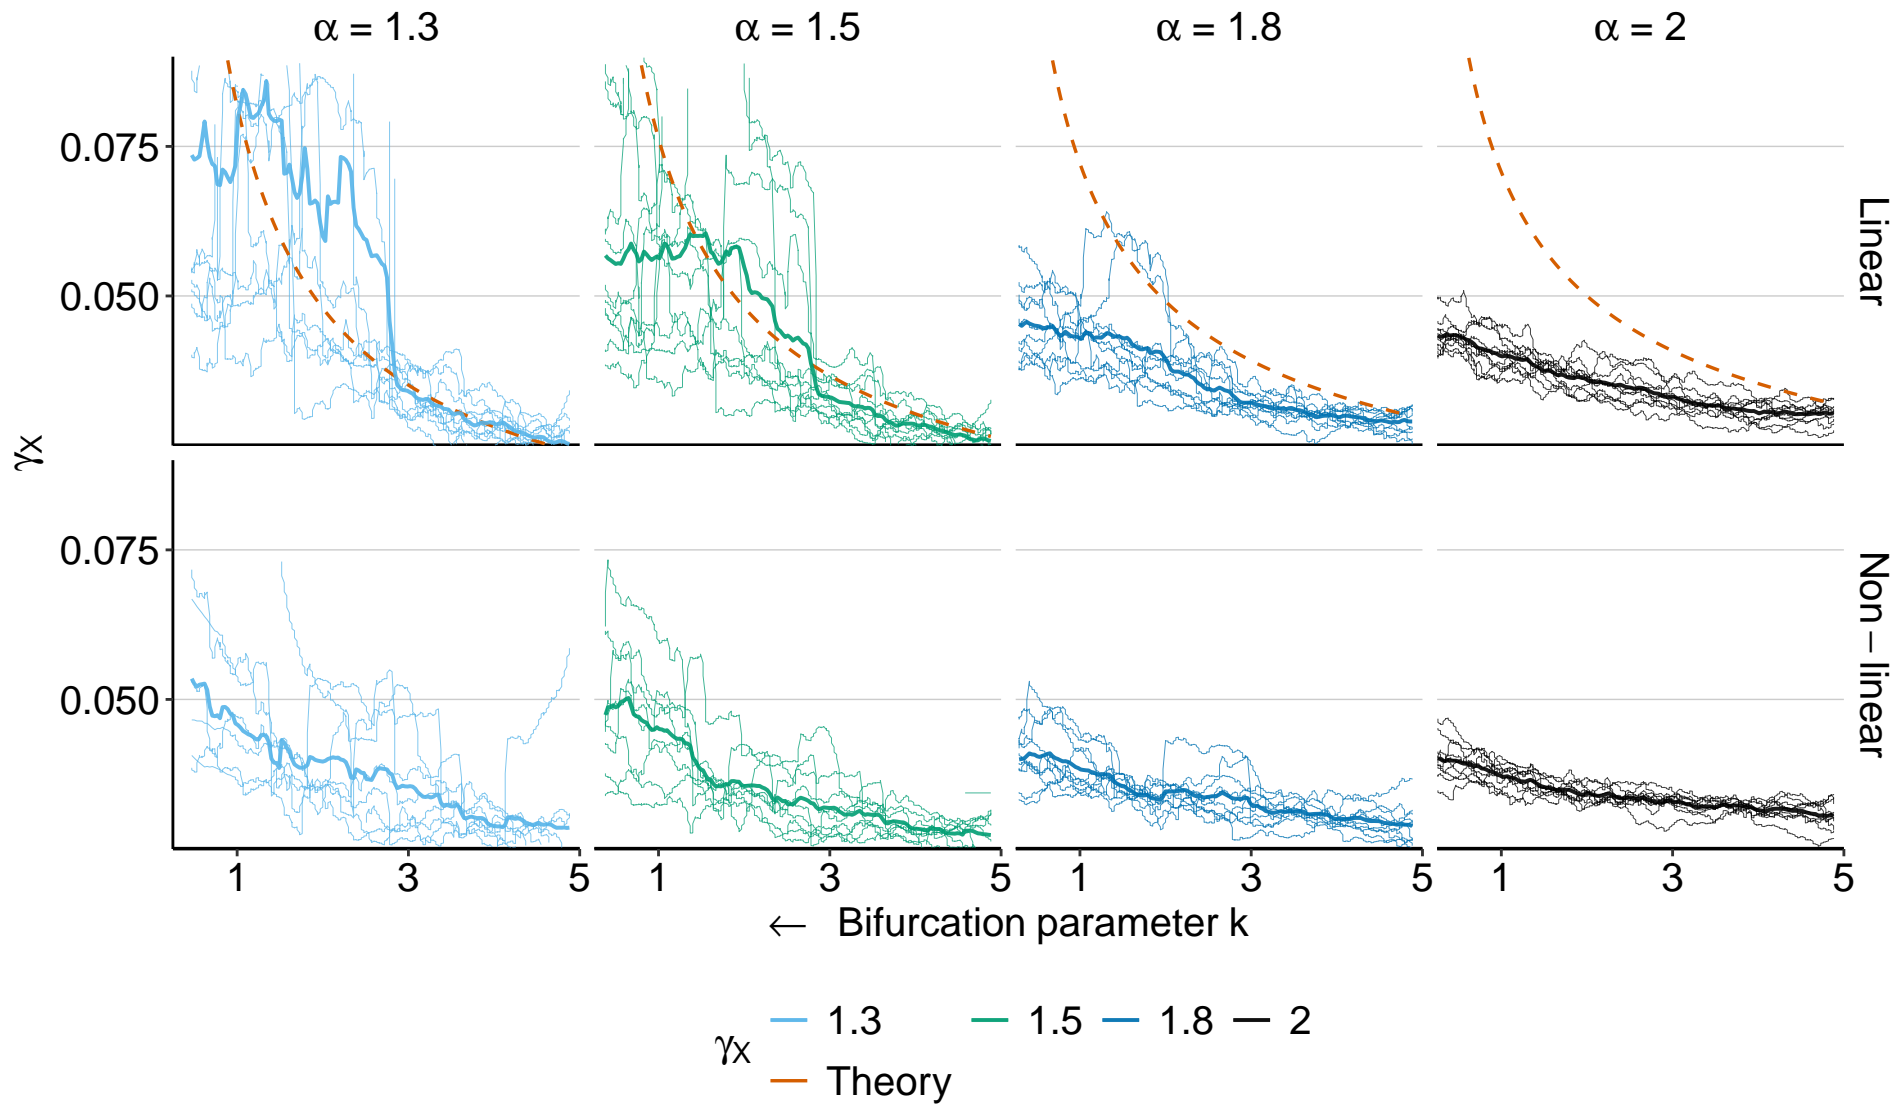 α = 1.3 α = 1.5 α = 1.8 α = 2
0.075
0.050
Linear
γX
0.075
0.050
Non − linear
1 3 5 1 3 5 1 3 5 1 3 5
← Bifurcation parameter k
γX
1.3 1.5 1.8 2
Theory